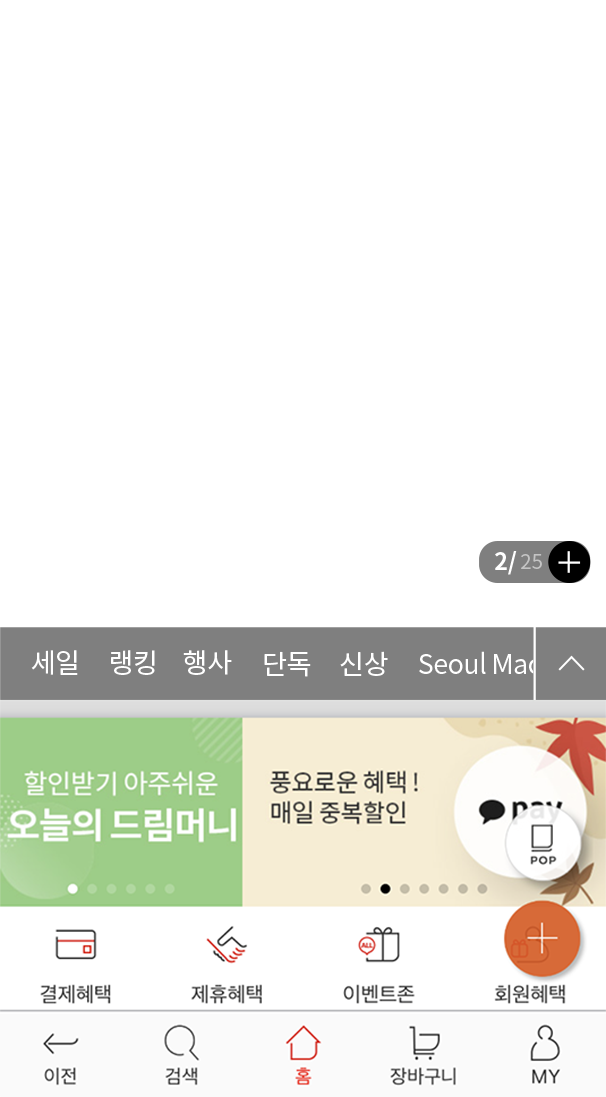 2/ 25
세일 랭킹 행사 단독 신상 Seoul Mad
할인받기 아주쉬운
오늘의 드림머니
풍요로운 혜택 !
매일 중복할인
pay
POP
ALL
결제혜택 제휴혜택 이벤트존 회원혜택
이전 검색 홈 장바구니 MY